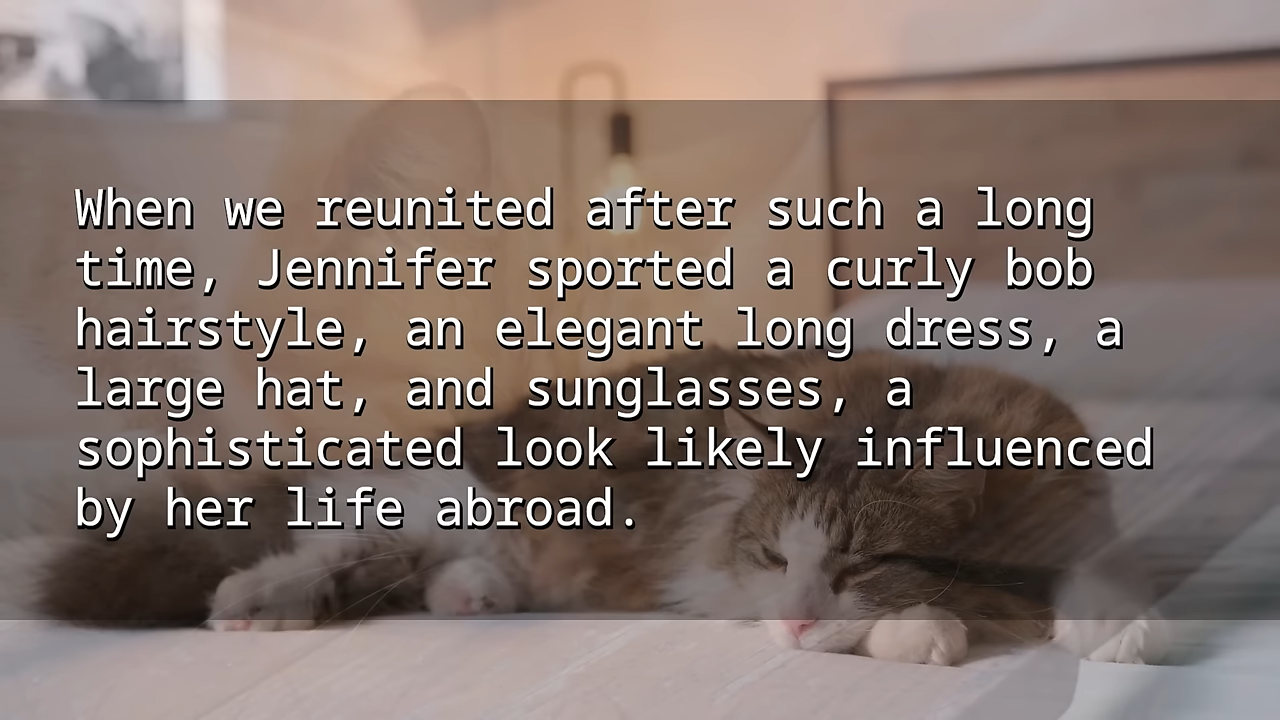 When we reunited after such a long
time, Jennifer sported a curly bob
hairstyle, an elegant long dress, a
large hat, and sunglasses, a
sophisticated look likely influenced
by her life abroad.